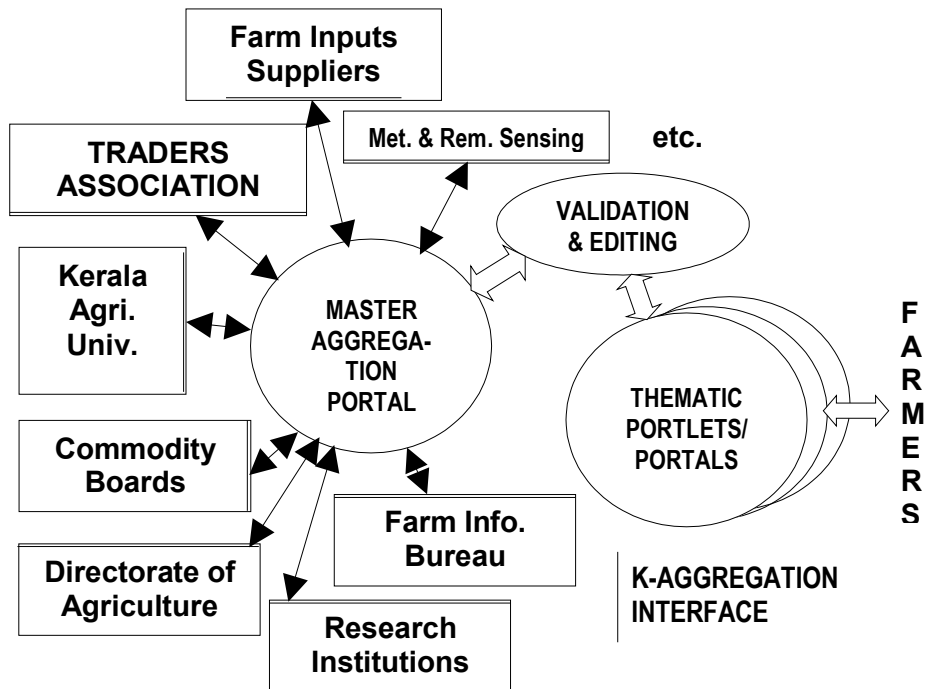 Farm Inputs
Suppliers
Met. & Rem. Sensing
etc.
TRADERS
ASSOCIATION
VALIDATION
& EDITING
Kerala
Agri.
Univ.
MASTER
AGGREGA-
TION
PORTAL
THEMATIC
PORTLETS/
PORTALS
F
A
R
M
E
R
S
Commodity
Boards
Farm Info.
Bureau
Directorate of
Agriculture
Research
Institutions
K-AGGREGATION
INTERFACE